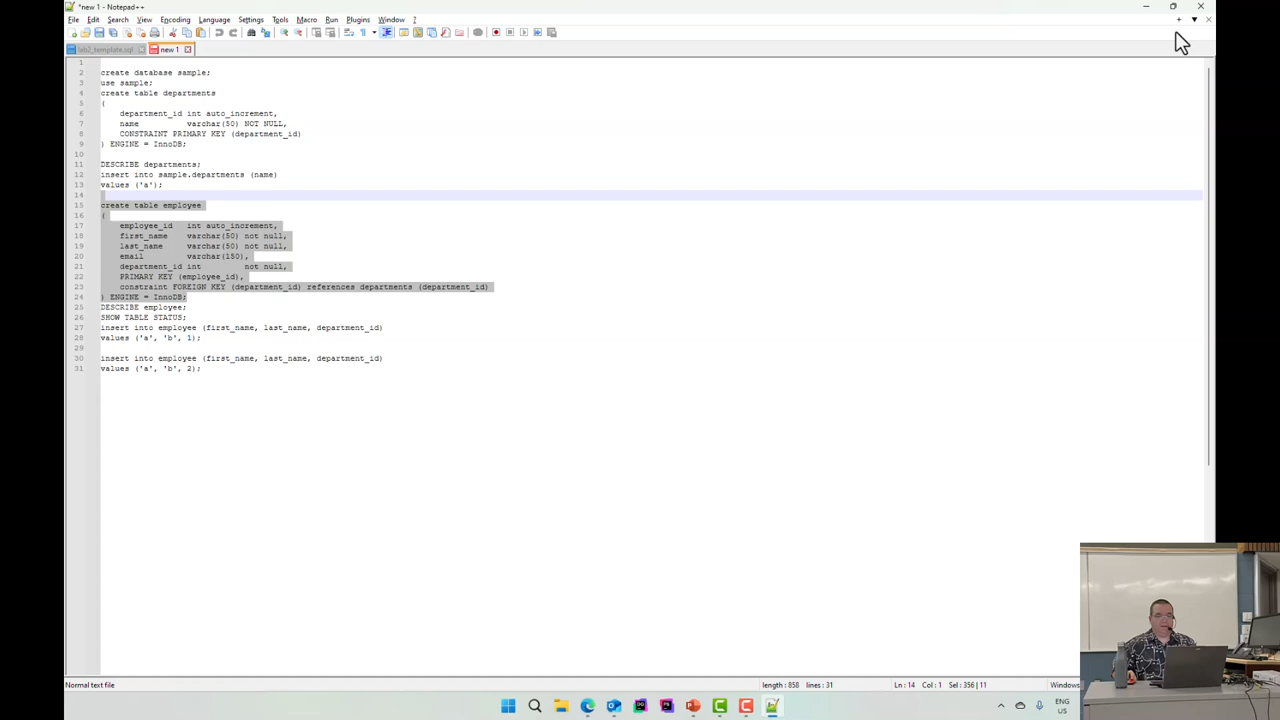 *new 1 - Notepad++
File Edit Search View Encoding Language Settings Tools Macro Run Plugins Window ?
lab2_template.sql new 1
1
2 create database sample;
3 use sample;
4 create table departments
5 (
6 department_id int auto_increment,
7 name varchar(50) NOT NULL,
8 CONSTRAINT PRIMARY KEY (department_id)
9 ) ENGINE = InnoDB;
10
11 DESCRIBE departments;
12 insert into sample.departments (name)
13 values ('a');
14
15 create table employee
16 (
17 employee_id int auto_increment,
18 first_name varchar(50) not null,
19 last_name varchar(50) not null,
20 email varchar(150),
21 department_id int not null,
22 PRIMARY KEY (employee_id),
23 constraint FOREIGN KEY (department_id) references departments (department_id)
24 ) ENGINE = InnoDB;
25 DESCRIBE employee;
26 SHOW TABLE STATUS;
27 insert into employee (first_name, last_name, department_id)
28 values ('a', 'b', 1);
29
30 insert into employee (first_name, last_name, department_id)
31 values ('a', 'b', 2);
Normal text file length : 858 lines : 31 Ln : 14 Col : 1 Sel : 356 | 11 Windows
ENG
US